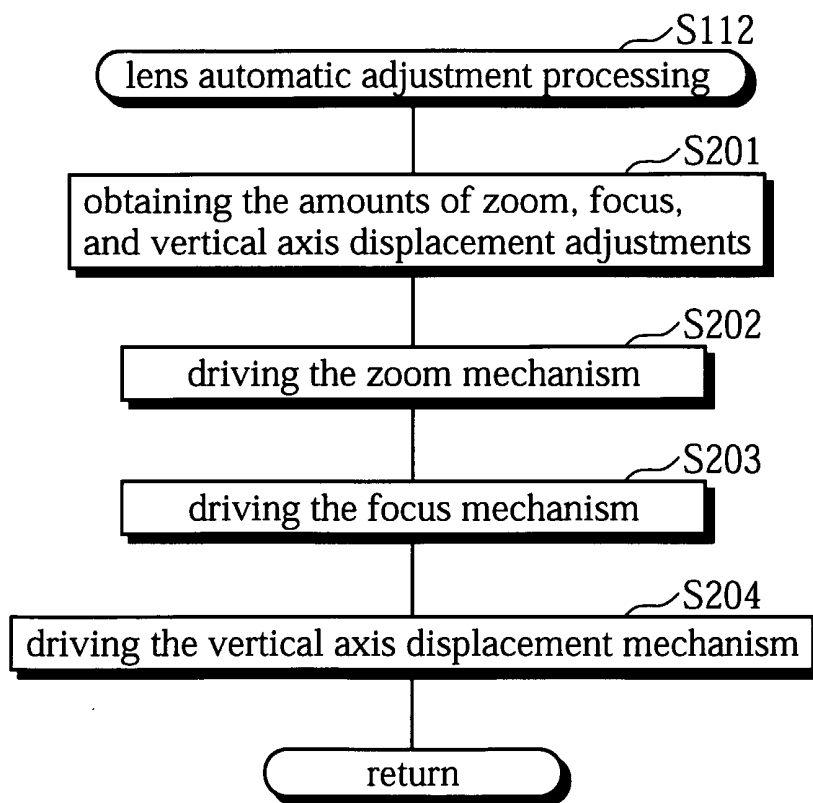 S112
lens automatic adjustment processing
S201
obtaining the amounts of zoom, focus,
and vertical axis displacement adjustments
S202
driving the zoom mechanism
S203
driving the focus mechanism
S204
driving the vertical axis displacement mechanism
return